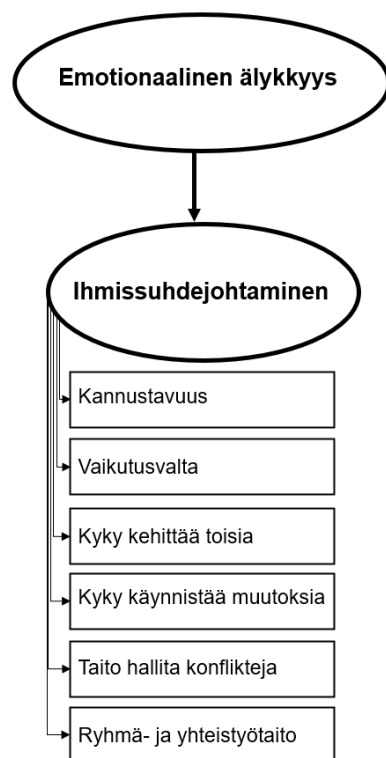 Emotionaalinen älykkyys
Ihmissuhdejohtaminen
Kannustavuus
Vaikutusvalta
Kyky kehittää toisia
Kyky käynnistää muutoksia
Taito hallita konflikteja
Ryhmä- ja yhteistyötaito